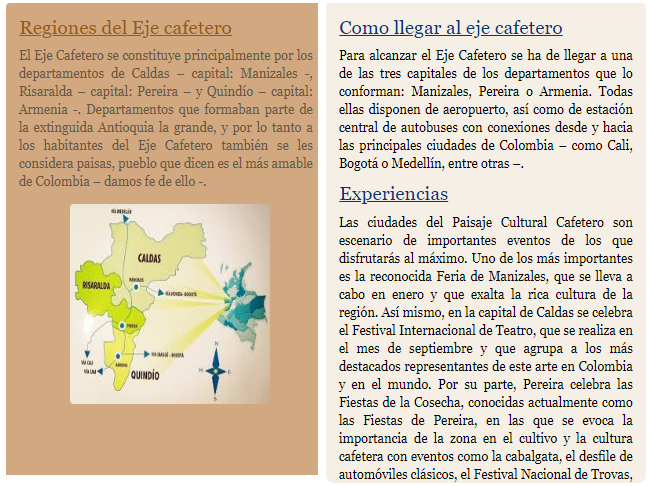 Regiones del Eje cafetero
El Eje Cafetero se constituye principalmente por los
departamentos de Caldas – capital: Manizales -,
Risaralda – capital: Pereira – y Quindío – capital:
Armenia -. Departamentos que formaban parte de
la extinguida Antioquia la grande, y por lo tanto a
los habitantes del Eje Cafetero también se les
considera paisas, pueblo que dicen es el más amable
de Colombia – damos fe de ello -.
VÍA MEDELLÍN
CALDAS
RISARALDA
MANIZALES
VÍA HONDA - BOGOTÁ
PEREIRA
VÍA CALI
VÍA CALI
ARMENIA
VÍA IBAGUÉ - BOGOTÁ
QUINDÍO
N
W
E
S
Como llegar al eje cafetero
Para alcanzar el Eje Cafetero se ha de llegar a una
de las tres capitales de los departamentos que lo
conforman: Manizales, Pereira o Armenia. Todas
ellas disponen de aeropuerto, así como de estación
central de autobuses con conexiones desde y hacia
las principales ciudades de Colombia – como Cali,
Bogotá o Medellín, entre otras –.
Experiencias
Las ciudades del Paisaje Cultural Cafetero son
escenario de importantes eventos de los que
disfrutarás al máximo. Uno de los más importantes
es la reconocida Feria de Manizales, que se lleva a
cabo en enero y que exalta la rica cultura de la
región. Así mismo, en la capital de Caldas se celebra
el Festival Internacional de Teatro, que se realiza en
el mes de septiembre y que agrupa a los más
destacados representantes de este arte en Colombia
y en el mundo. Por su parte, Pereira celebra las
Fiestas de la Cosecha, conocidas actualmente como
las Fiestas de Pereira, en las que se evoca la
importancia de la zona en el cultivo y la cultura
cafetera con eventos como la cabalgata, el desfile de
automóviles clásicos, el Festival Nacional de Trovas,